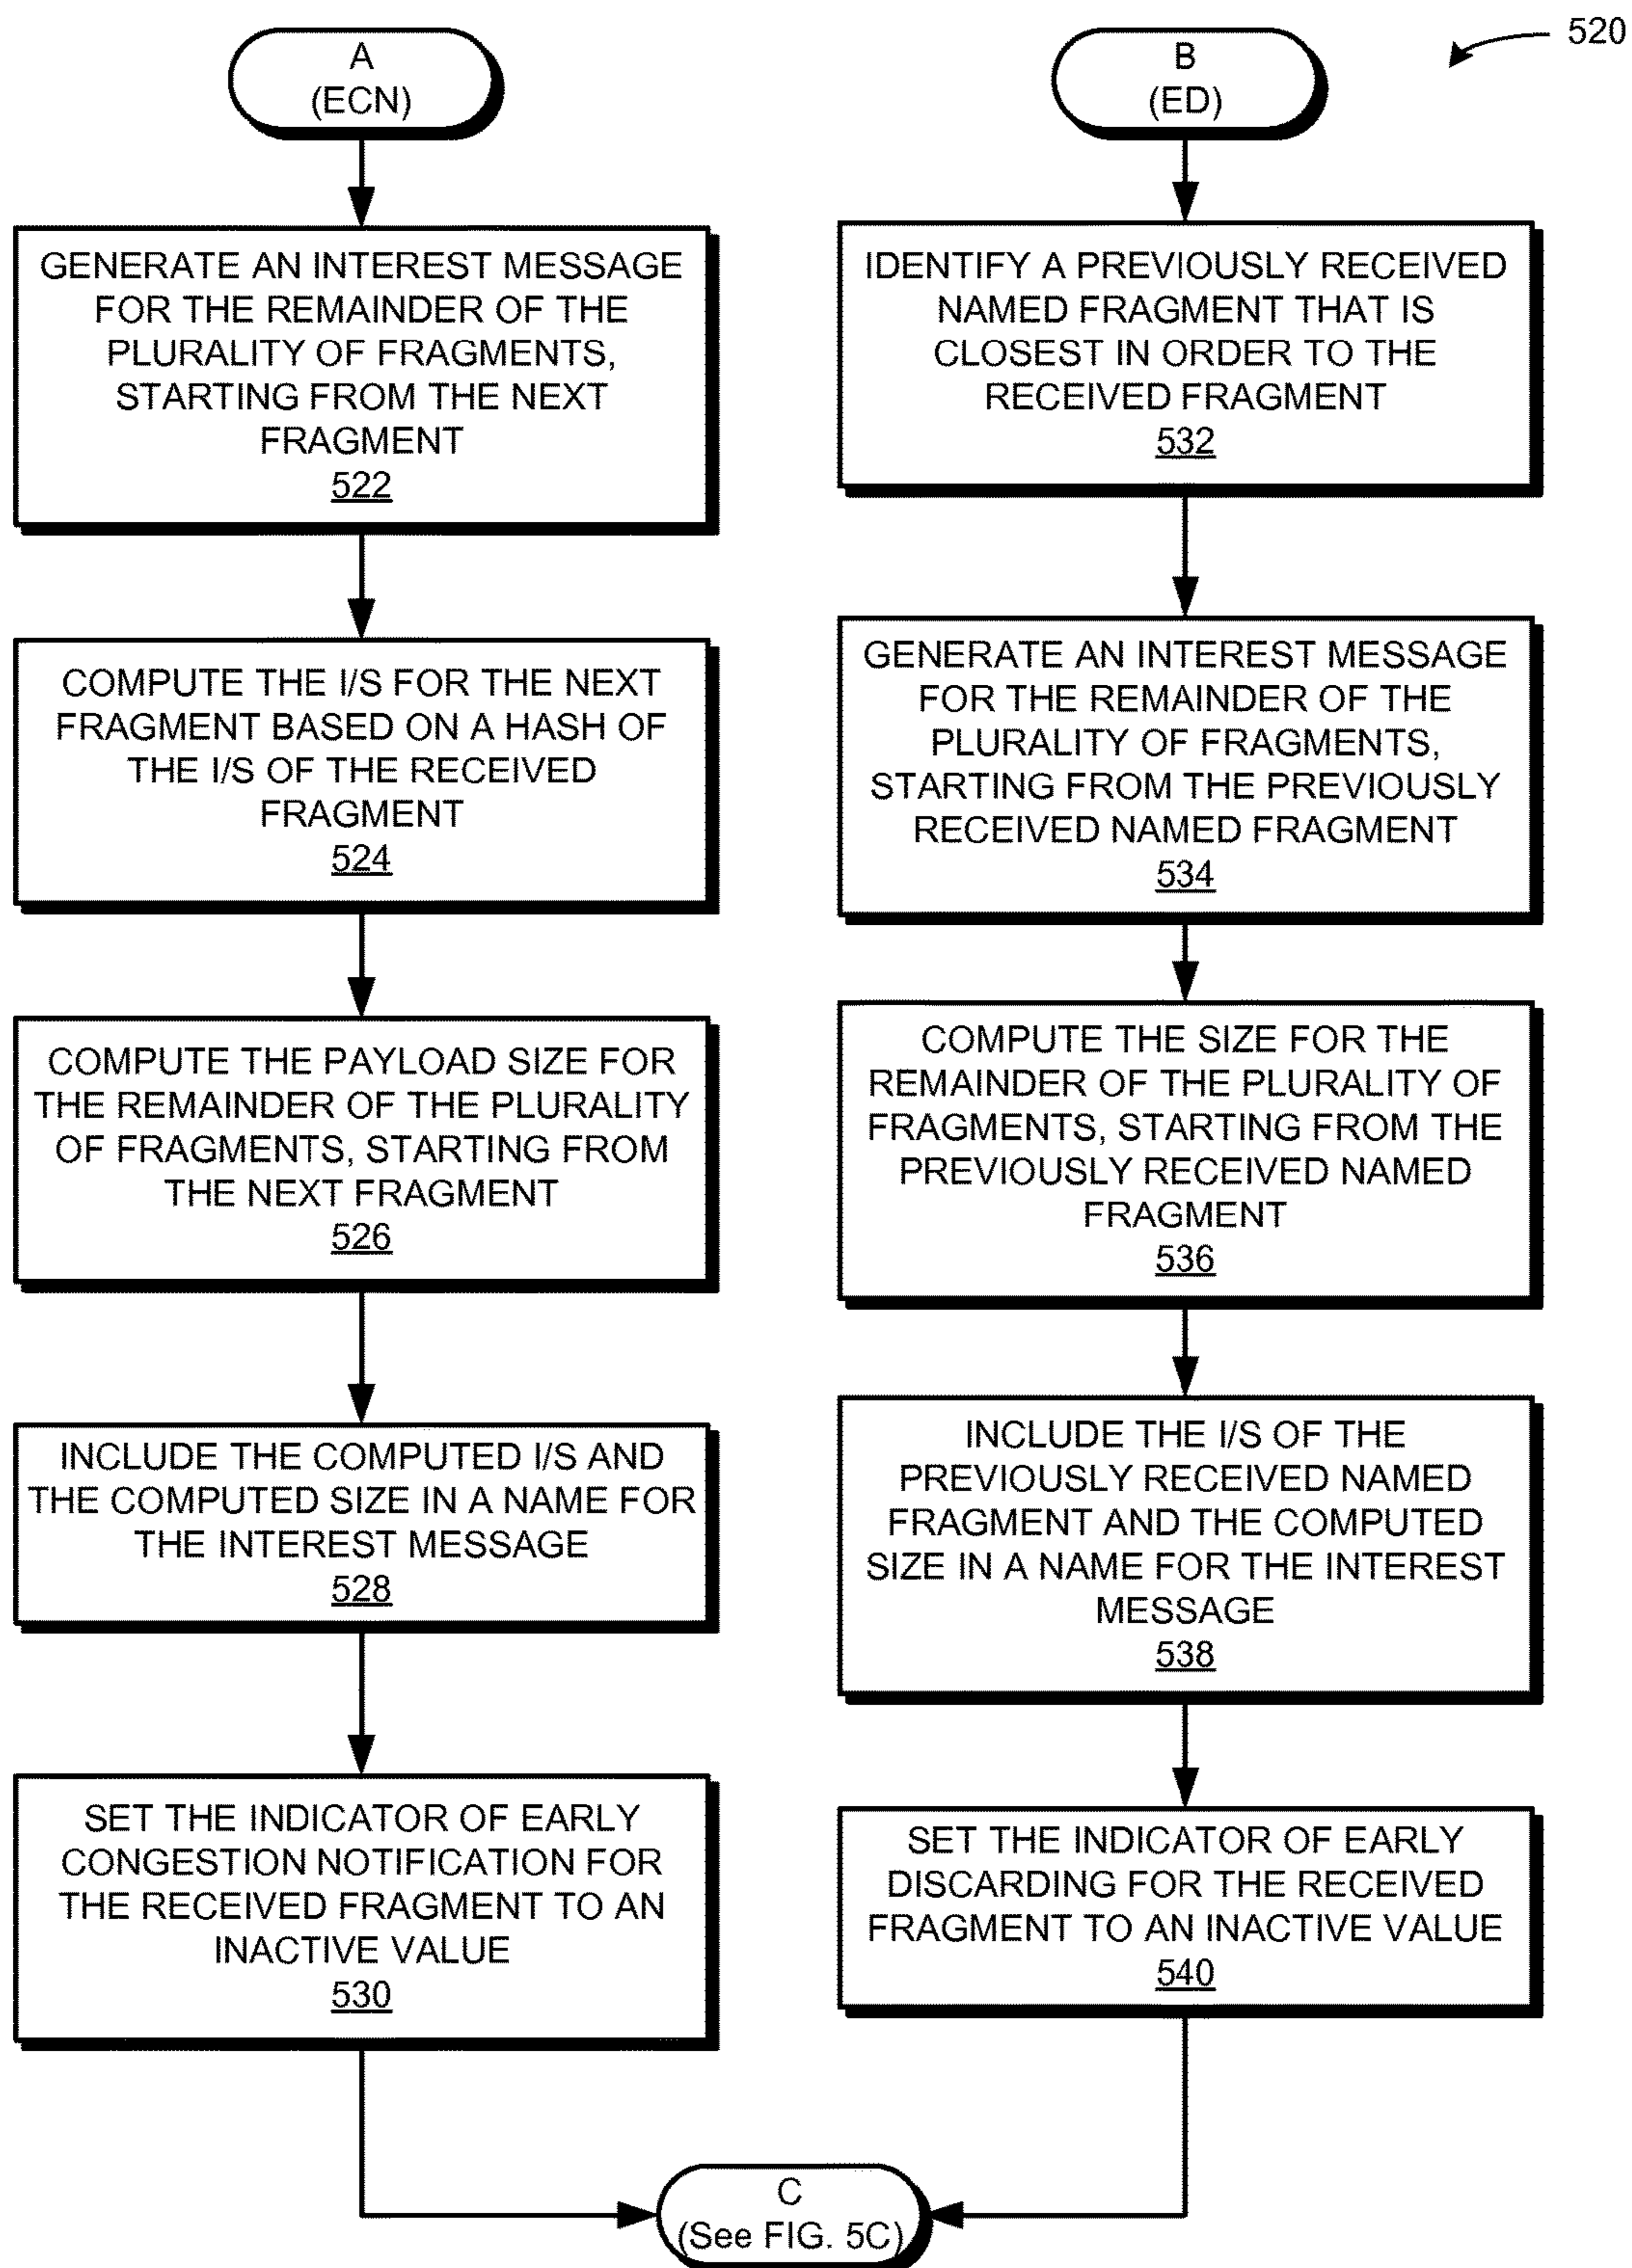 520
A
(ECN)
GENERATE AN INTEREST MESSAGE
FOR THE REMAINDER OF THE
PLURALITY OF FRAGMENTS,
STARTING FROM THE NEXT
FRAGMENT
522
COMPUTE THE I/S FOR THE NEXT
FRAGMENT BASED ON A HASH OF
THE I/S OF THE RECEIVED
FRAGMENT
524
COMPUTE THE PAYLOAD SIZE FOR
THE REMAINDER OF THE PLURALITY
OF FRAGMENTS, STARTING FROM
THE NEXT FRAGMENT
526
INCLUDE THE COMPUTED I/S AND
THE COMPUTED SIZE IN A NAME FOR
THE INTEREST MESSAGE
528
SET THE INDICATOR OF EARLY
CONGESTION NOTIFICATION FOR
THE RECEIVED FRAGMENT TO AN
INACTIVE VALUE
530
B
(ED)
IDENTIFY A PREVIOUSLY RECEIVED
NAMED FRAGMENT THAT IS
CLOSEST IN ORDER TO THE
RECEIVED FRAGMENT
532
GENERATE AN INTEREST MESSAGE
FOR THE REMAINDER OF THE
PLURALITY OF FRAGMENTS,
STARTING FROM THE PREVIOUSLY
RECEIVED NAMED FRAGMENT
534
COMPUTE THE SIZE FOR THE
REMAINDER OF THE PLURALITY OF
FRAGMENTS, STARTING FROM THE
PREVIOUSLY RECEIVED NAMED
FRAGMENT
536
INCLUDE THE I/S OF THE
PREVIOUSLY RECEIVED NAMED
FRAGMENT AND THE COMPUTED
SIZE IN A NAME FOR THE INTEREST
MESSAGE
538
SET THE INDICATOR OF EARLY
DISCARDING FOR THE RECEIVED
FRAGMENT TO AN INACTIVE VALUE
540
C
(See FIG. 5C)